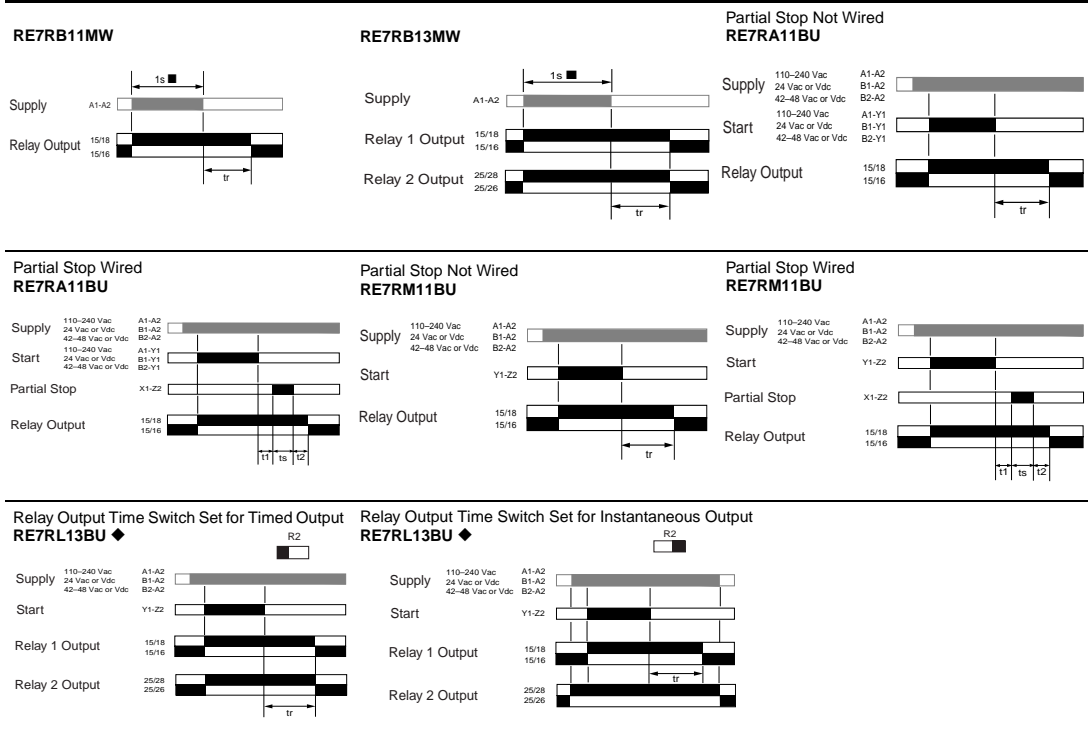 RE7RB11MW
1s ■
Supply A1-A2
Relay Output 15/18
15/16
tr
RE7RB13MW
1s ■
Supply A1-A2
Relay 1 Output 15/18
15/16
Relay 2 Output 25/28
25/26
tr
Partial Stop Not Wired
RE7RA11BU
Supply 110–240 Vac A1-A2
24 Vac or Vdc B1-A2
42–48 Vac or Vdc B2-A2
Start 110–240 Vac A1-Y1
24 Vac or Vdc B1-Y1
42–48 Vac or Vdc B2-Y1
Relay Output 15/18
15/16
tr
Partial Stop Wired
RE7RA11BU
Supply 110–240 Vac A1-A2
24 Vac or Vdc B1-A2
42–48 Vac or Vdc B2-A2
Start 110–240 Vac A1-Y1
24 Vac or Vdc B1-Y1
42–48 Vac or Vdc B2-Y1
Partial Stop X1-Z2
Relay Output 15/18
15/16
t1 ts t2
Partial Stop Not Wired
RE7RM11BU
Supply 110–240 Vac A1-A2
24 Vac or Vdc B1-A2
42–48 Vac or Vdc B2-A2
Start Y1-Z2
Relay Output 15/18
15/16
tr
Partial Stop Wired
RE7RM11BU
Supply 110–240 Vac A1-A2
24 Vac or Vdc B1-A2
42–48 Vac or Vdc B2-A2
Start Y1-Z2
Partial Stop X1-Z2
Relay Output 15/18
15/16
t1 ts t2
Relay Output Time Switch Set for Timed Output
RE7RL13BU ◆
R2
Supply 110–240 Vac A1-A2
24 Vac or Vdc B1-A2
42–48 Vac or Vdc B2-A2
Start Y1-Z2
Relay 1 Output 15/18
15/16
Relay 2 Output 25/28
25/26
tr
Relay Output Time Switch Set for Instantaneous Output
RE7RL13BU ◆
R2
Supply 110–240 Vac A1-A2
24 Vac or Vdc B1-A2
42–48 Vac or Vdc B2-A2
Start Y1-Z2
Relay 1 Output 15/18
15/16
tr
Relay 2 Output 25/28
25/26